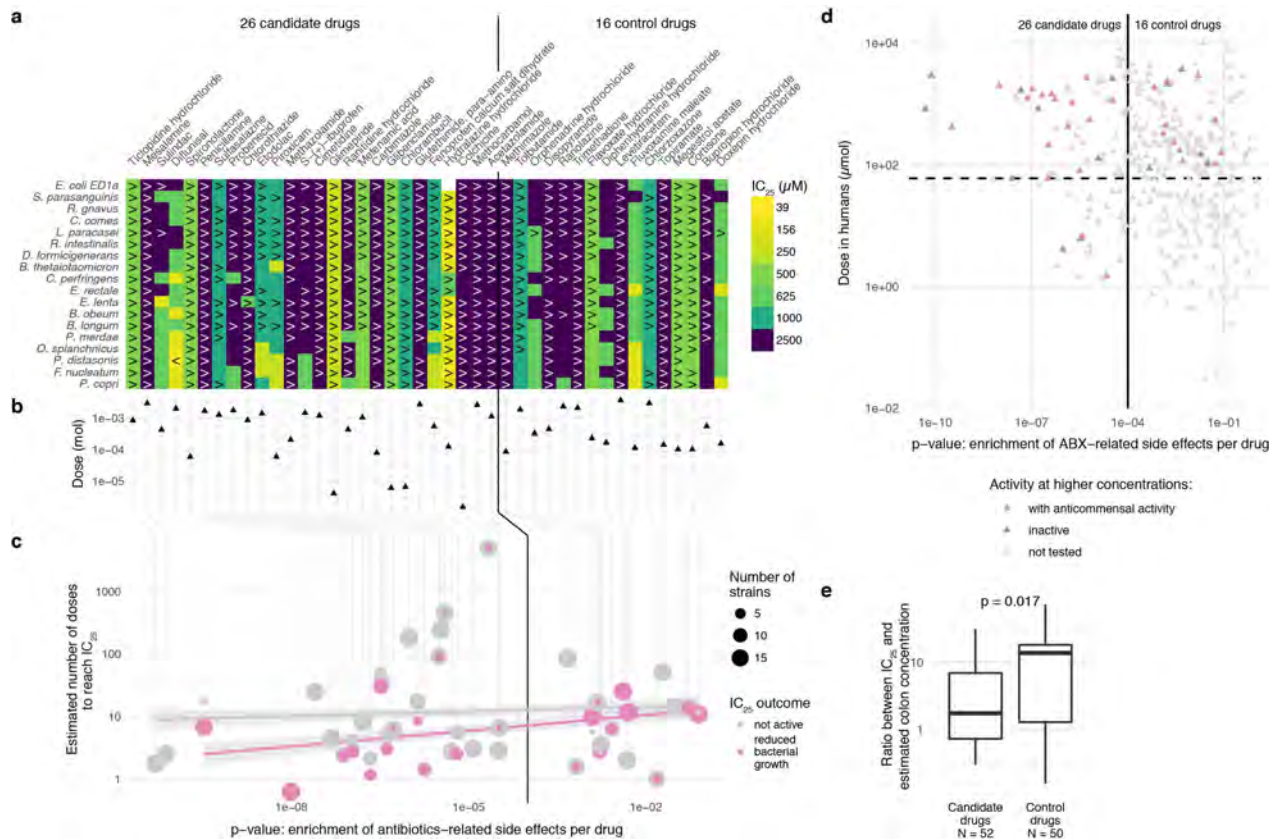 a
26 candidate drugs
16 control drugs
Ticlopidine hydrochloride
Mesalamine
Sulindac
Diflunisal
Spironolactone
Penicillamine
Sulfasalazine
Probenecid
Chlorothiazide
Etodolac
Piroxicam
Methazolamide
S-(+)-ibuprofen
Cimetidine
Felbamate
Ranitidine hydrochloride
Mefenamic acid
Carbimazole
Glibenclamide
Chlorambucil
Fenoprofen calcium salt dihydrate
Hydralazine hydrochloride
Colchicine
Methocarbamol
Acetazolamide
Methimazole
Tolbutamide
Orphenadrine hydrochloride
Disopyramide
Ranolazine
Trimethadione
Flavoxate hydrochloride
Diphenhydramine hydrochloride
Levetiracetam
Fluvoxamine maleate
Chlorzoxazone
Topiramate
Megestrol acetate
Cortisone
Bupropion hydrochloride
Doxepin hydrochloride
E. coli ED1a
S. parasanguinis
R. gnavus
C. comes
L. paracasei
R. intestinalis
D. formicigenerans
B. thetaiotaomicron
C. perfringens
E. rectale
E. lenta
B. obeum
B. longum
P. merdae
O. splanchnicus
P. distasonis
F. nucleatum
P. copri
IC25 (µM)
39
156
250
500
625
1000
2500
b
Dose (mol)
1e−03
1e−04
1e−05
c
Estimated number of doses
to reach IC25
1000
100
10
1
1e−08
1e−05
1e−02
p−value: enrichment of antibiotics−related side effects per drug
Number of
strains
5
10
15
IC25 outcome
not active
reduced
bacterial
growth
d
26 candidate drugs
16 control drugs
Dose in humans (µmol)
1e+04
1e+02
1e+00
1e−02
1e−10
1e−07
1e−04
1e−01
p−value: enrichment of ABX−related side effects per drug
Activity at higher concentrations:
with anticommensal activity
inactive
not tested
e
p = 0.017
Ratio between IC25 and
estimated colon concentration
10
1
Candidate
drugs
N = 52
Control
drugs
N = 50